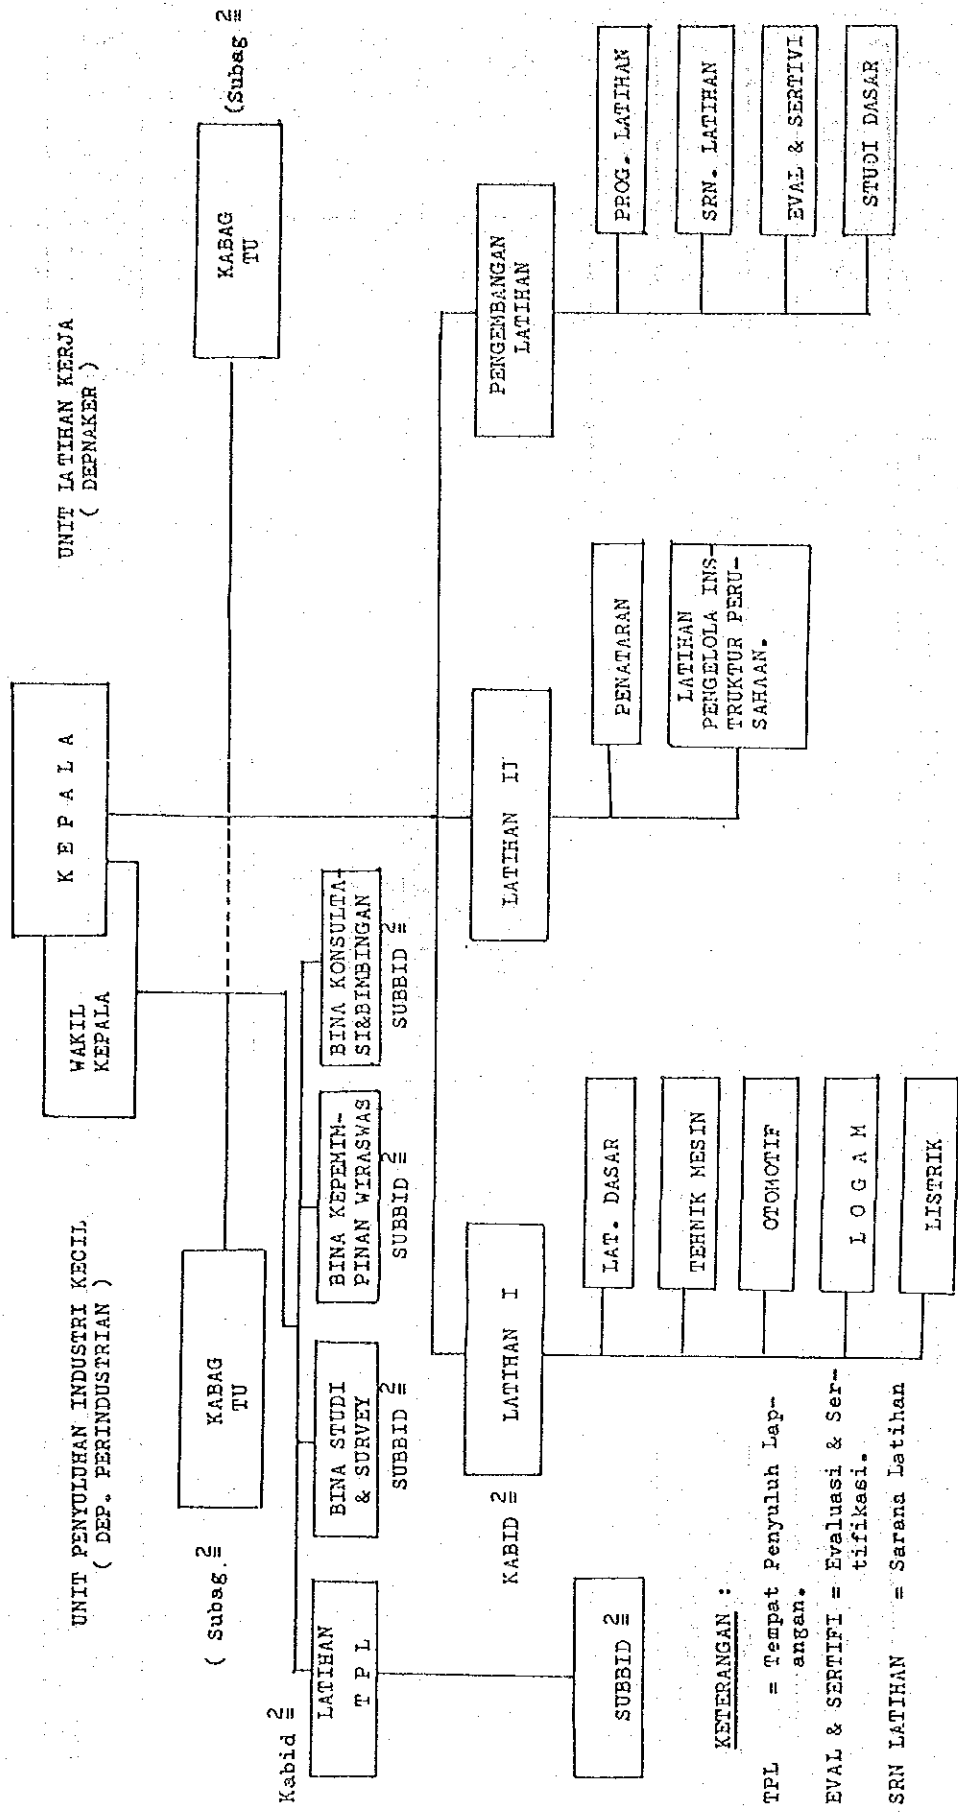 UNIT PENYULUHAN INDUSTRI KECIL
( DEP. PERINDUSTRIAN )
UNIT LATIHAN KERJA
( DEPNAKER )
K E P A L A
WAKIL
KEPALA
( Subag. 2
KABAG
TU
KABAG
TU
(Subag 2
Kabid 2
LATIHAN
T P L
BINA STUDI
& SURVEY
SUBBID 2
BINA KEPEMIM-
PINAN WIRASWAS
SUBBID 2
BINA KONSULTA-
SI&BIMBINGAN
SUBBID 2
SUBBID 2
KABID 2
LATIHAN I
LAT. DASAR
TEHNIK MESIN
OTOMOTIF
L O G A M
LISTRIK
LATIHAN II
PENATARAN
LATIHAN
PENGELOLA INS-
TRUKTUR PERU-
SAHAAN.
PENGEMBANGAN
LATIHAN
PROG. LATIHAN
SRN. LATIHAN
EVAL & SERTIVI
STUDI DASAR
KETERANGAN :
TPL = Tempat Penyuluh Lap-
angan.
EVAL & SERTIFI = Evaluasi & Ser-
tifikasi.
SRN LATIHAN = Sarana Latihan